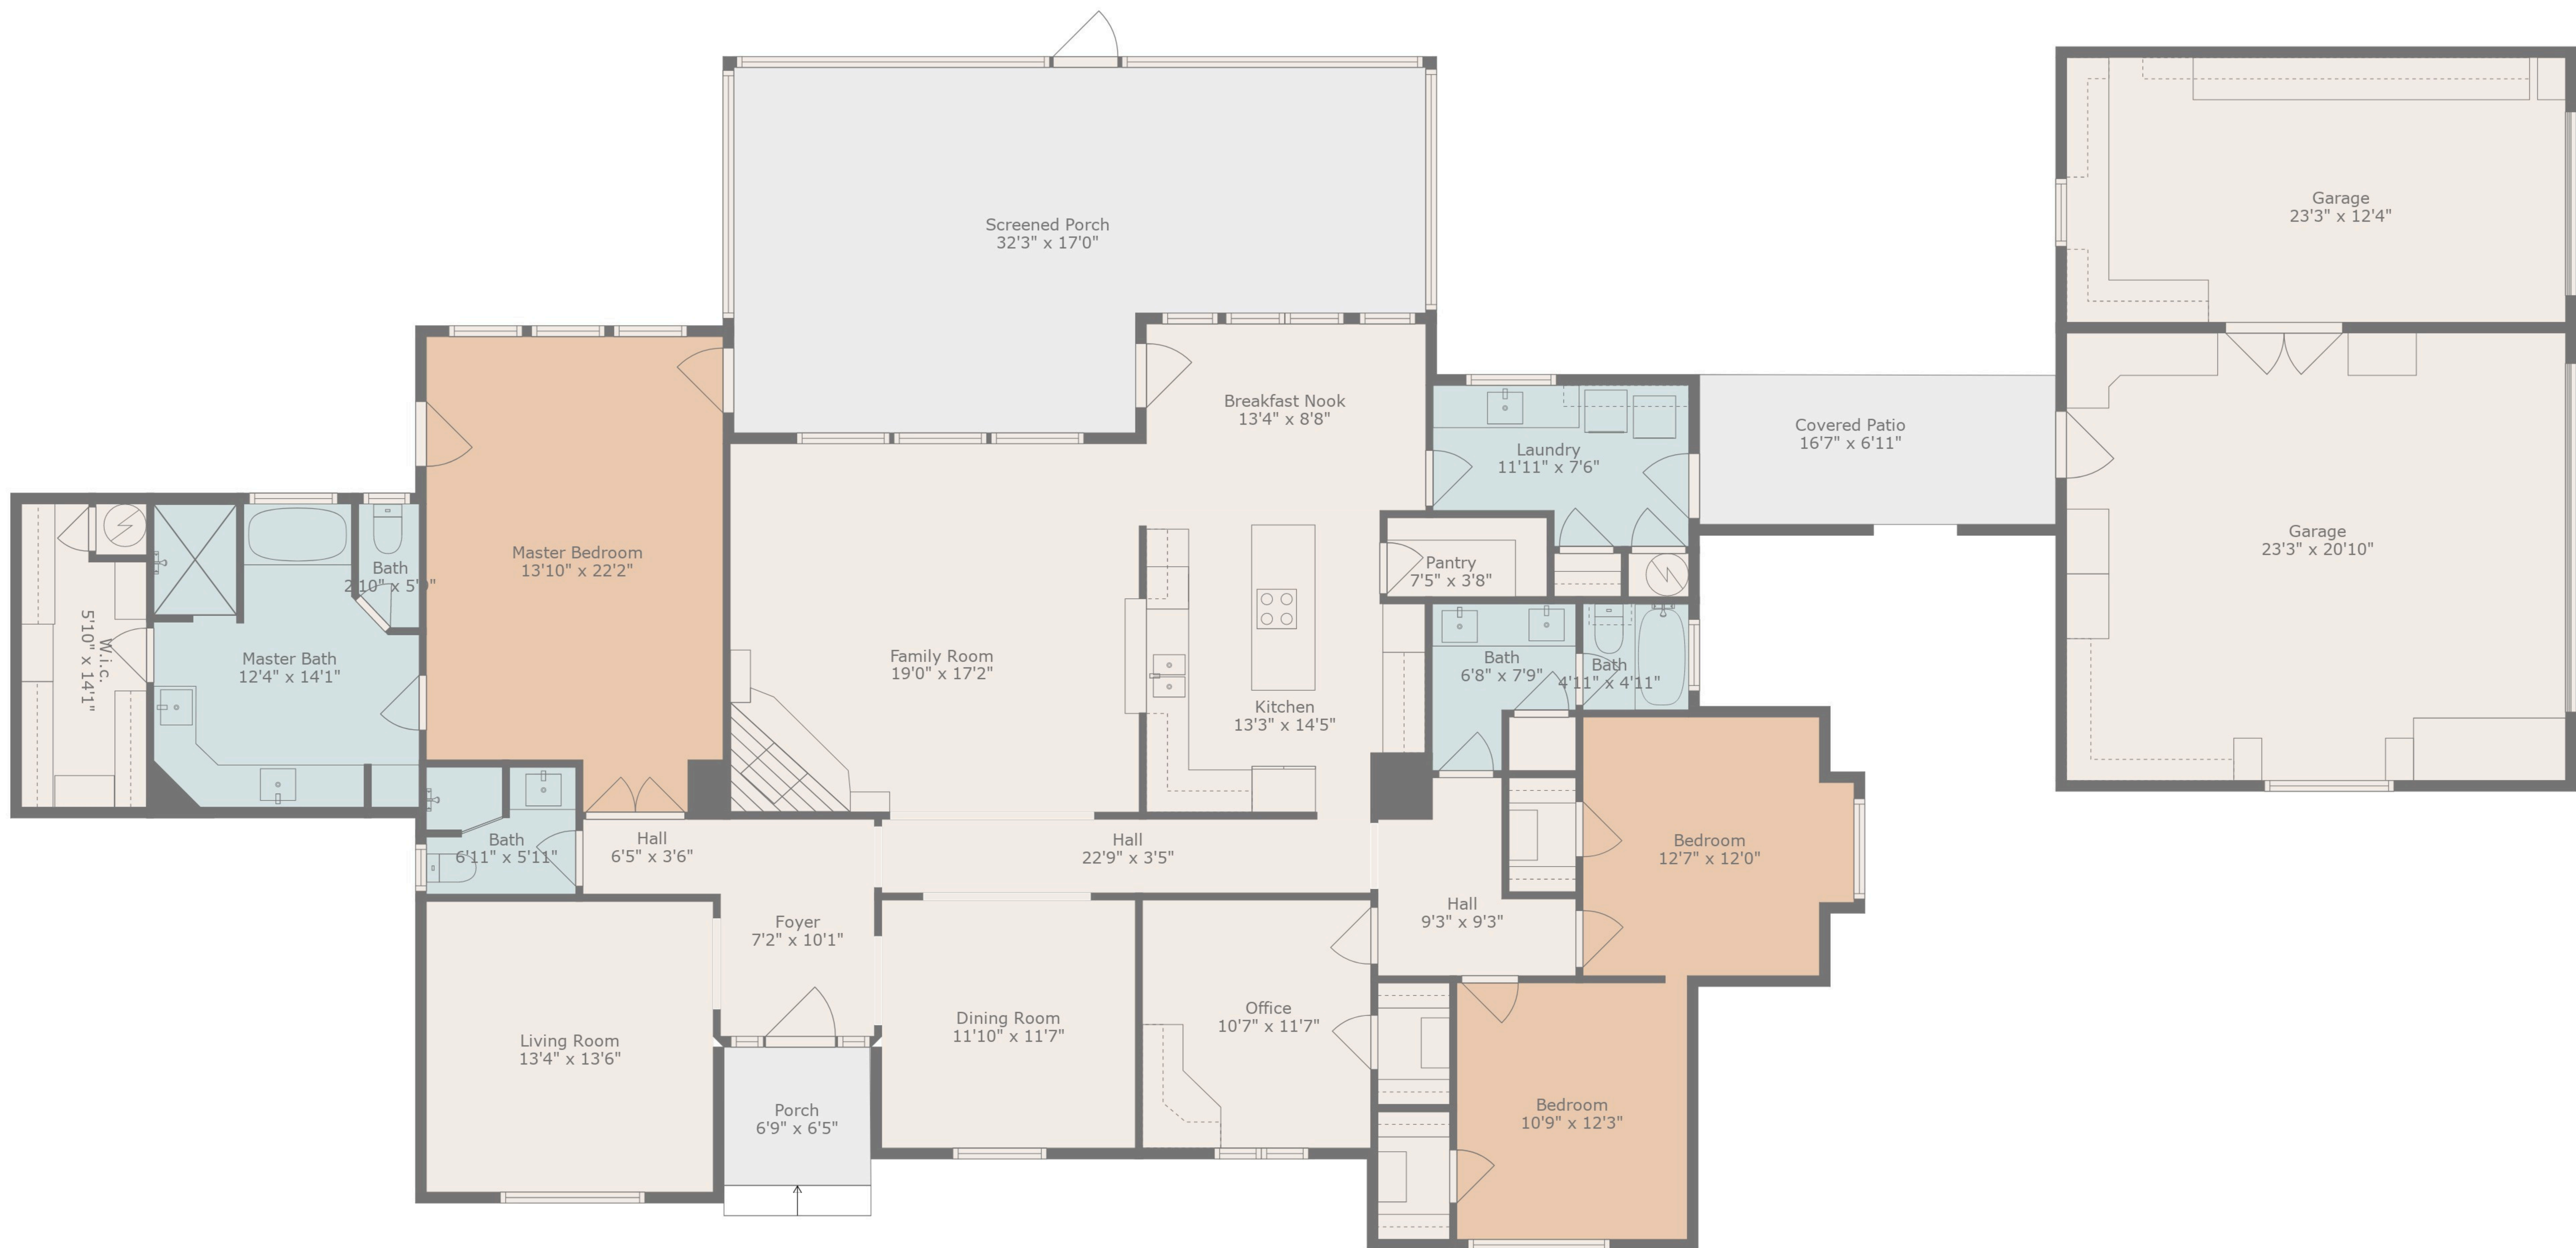 Screened Porch
32'3" x 17'0"
Garage
23'3" x 12'4"
Breakfast Nook
13'4" x 8'8"
Covered Patio
16'7" x 6'11"
Laundry
11'11" x 7'6"
Garage
23'3" x 20'10"
Master Bedroom
13'10" x 22'2"
Bath
2'10" x 5'9"
Pantry
7'5" x 3'8"
W.i.c.
5'10" x 14'1"
Master Bath
12'4" x 14'1"
Family Room
19'0" x 17'2"
Kitchen
13'3" x 14'5"
Bath
6'8" x 7'9"
Bath
4'11" x 4'11"
Bath
6'11" x 5'11"
Hall
6'5" x 3'6"
Hall
22'9" x 3'5"
Bedroom
12'7" x 12'0"
Foyer
7'2" x 10'1"
Hall
9'3" x 9'3"
Living Room
13'4" x 13'6"
Dining Room
11'10" x 11'7"
Office
10'7" x 11'7"
Porch
6'9" x 6'5"
Bedroom
10'9" x 12'3"